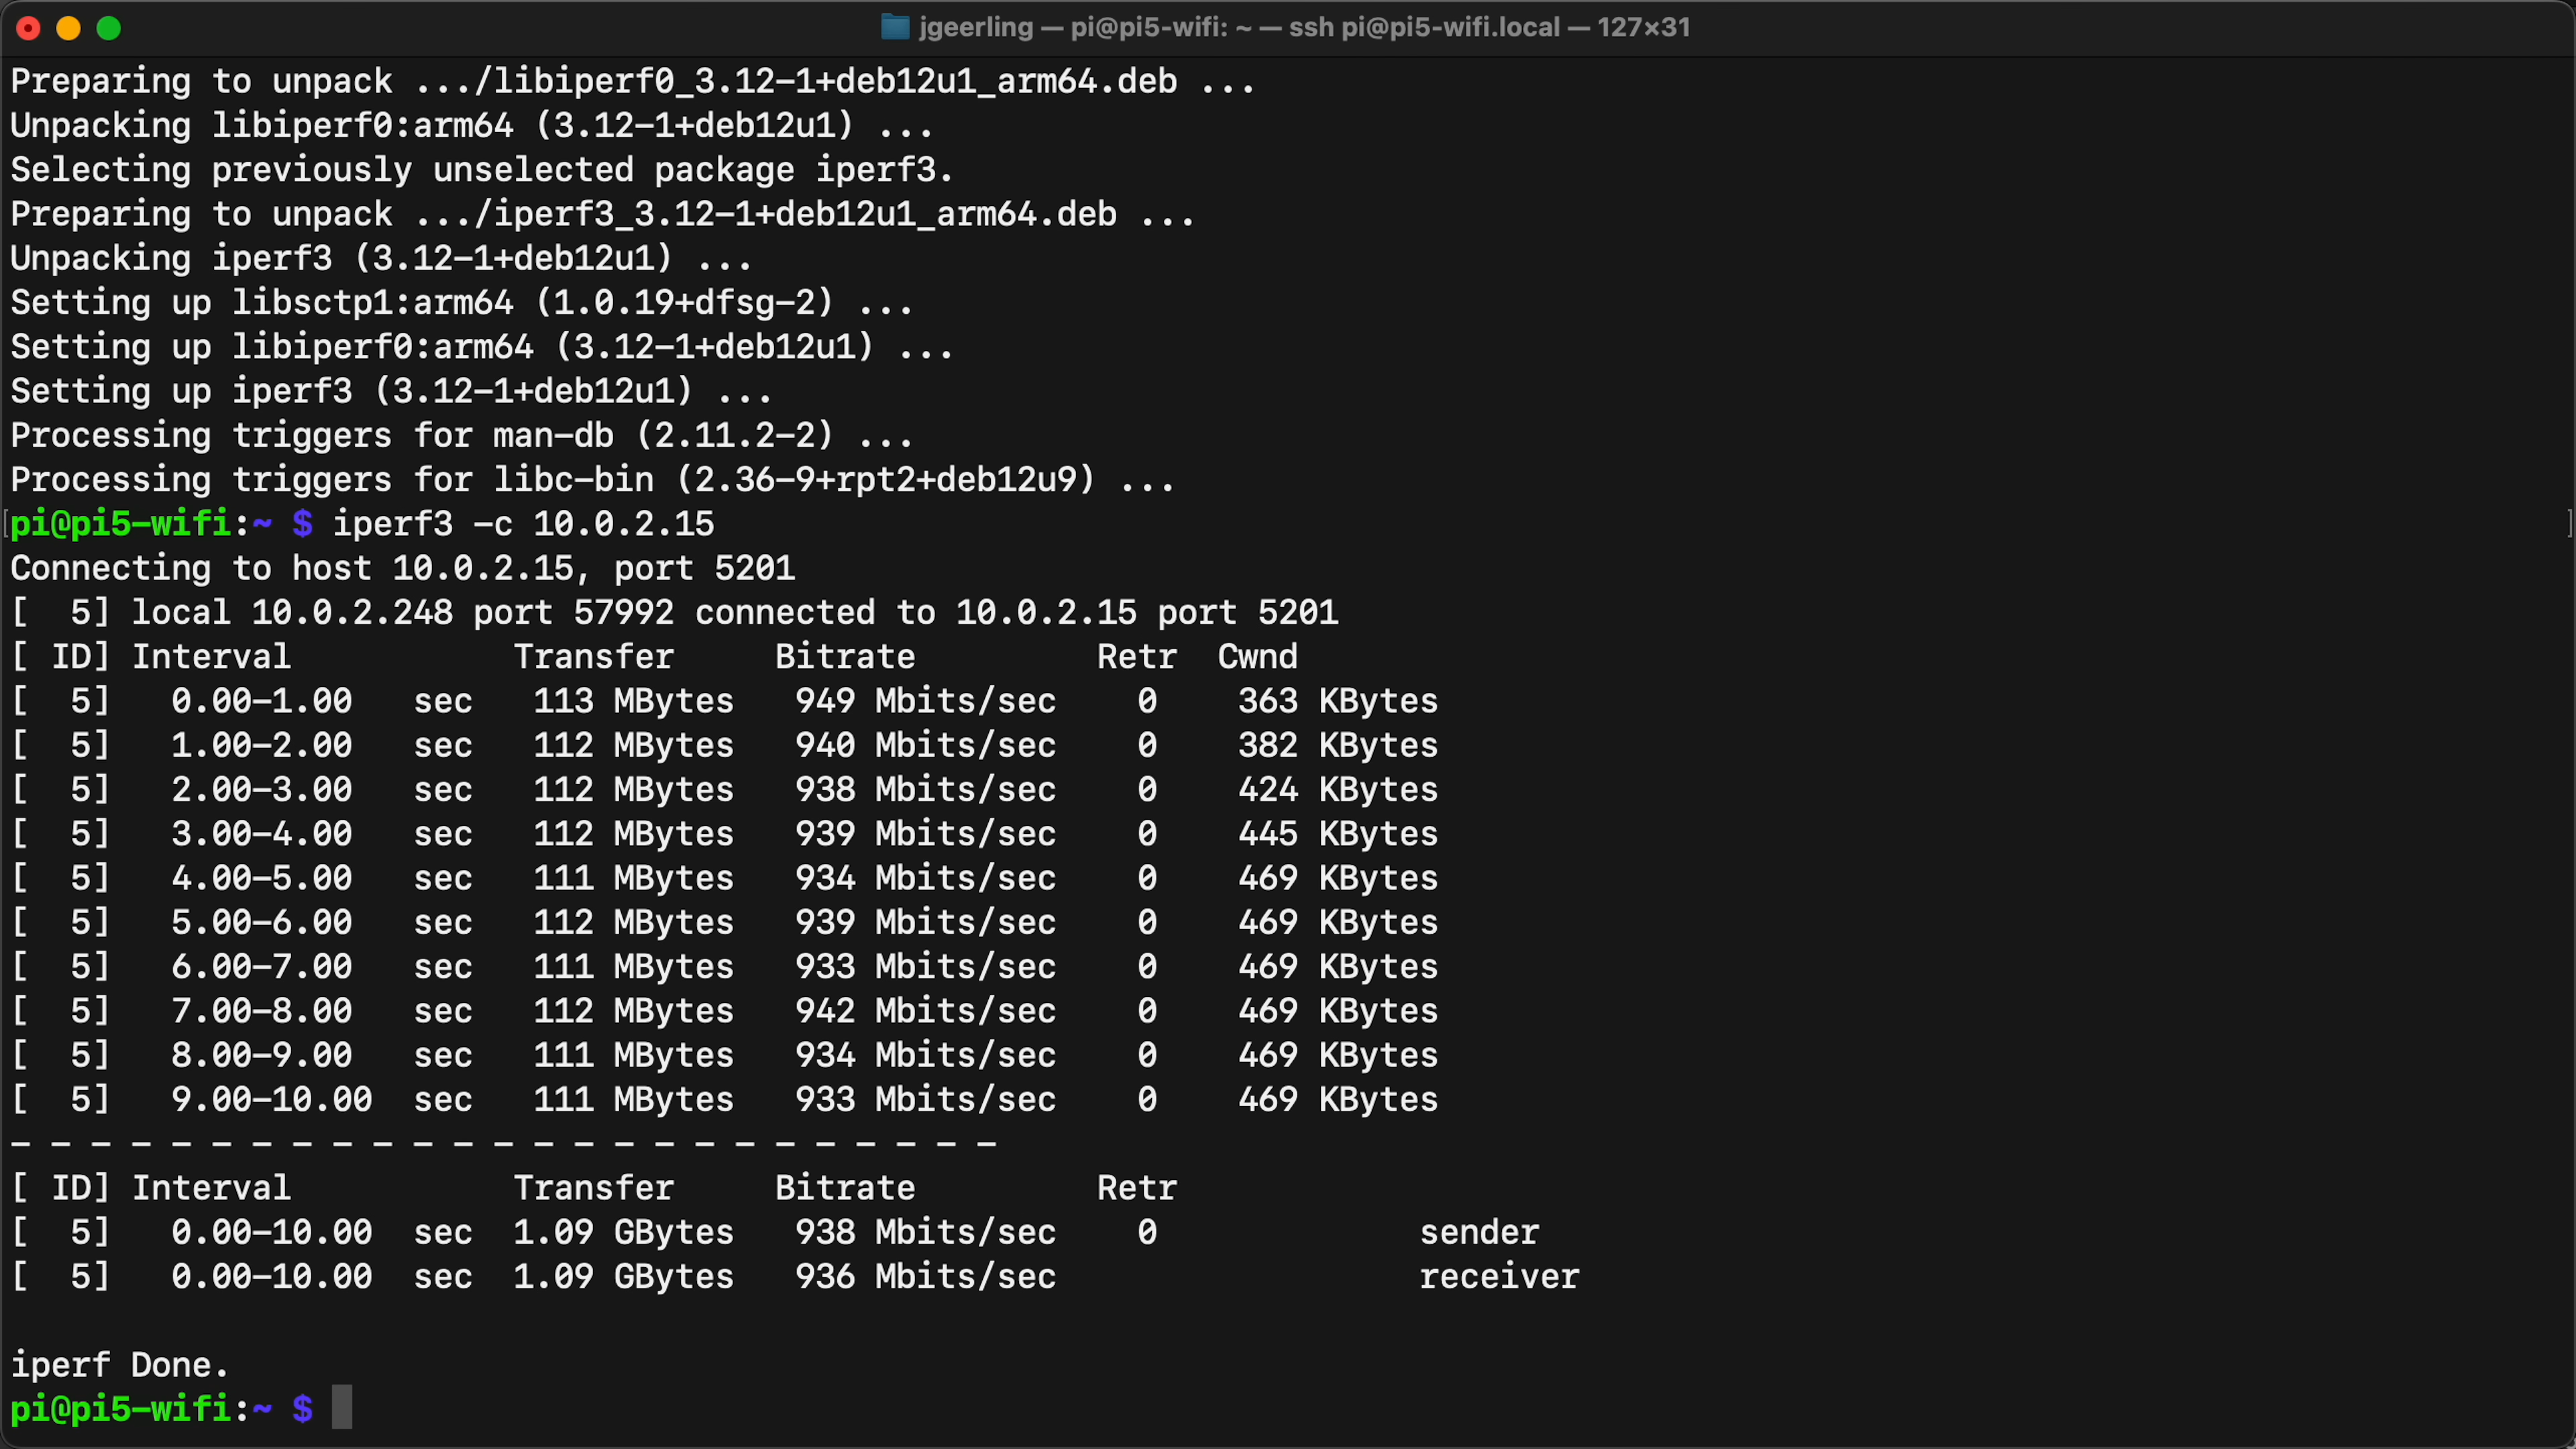 jgeerling — pi@pi5-wifi: ~ — ssh pi@pi5-wifi.local — 127×31
Preparing to unpack .../libiperf0_3.12-1+deb12u1_arm64.deb ...
Unpacking libiperf0:arm64 (3.12-1+deb12u1) ...
Selecting previously unselected package iperf3.
Preparing to unpack .../iperf3_3.12-1+deb12u1_arm64.deb ...
Unpacking iperf3 (3.12-1+deb12u1) ...
Setting up libsctp1:arm64 (1.0.19+dfsg-2) ...
Setting up libiperf0:arm64 (3.12-1+deb12u1) ...
Setting up iperf3 (3.12-1+deb12u1) ...
Processing triggers for man-db (2.11.2-2) ...
Processing triggers for libc-bin (2.36-9+rpt2+deb12u9) ...
[pi@pi5-wifi:~ $ iperf3 -c 10.0.2.15 ]
Connecting to host 10.0.2.15, port 5201
[  5] local 10.0.2.248 port 57992 connected to 10.0.2.15 port 5201
[ ID] Interval           Transfer     Bitrate         Retr  Cwnd
[  5]   0.00-1.00   sec   113 MBytes   949 Mbits/sec    0    363 KBytes
[  5]   1.00-2.00   sec   112 MBytes   940 Mbits/sec    0    382 KBytes
[  5]   2.00-3.00   sec   112 MBytes   938 Mbits/sec    0    424 KBytes
[  5]   3.00-4.00   sec   112 MBytes   939 Mbits/sec    0    445 KBytes
[  5]   4.00-5.00   sec   111 MBytes   934 Mbits/sec    0    469 KBytes
[  5]   5.00-6.00   sec   112 MBytes   939 Mbits/sec    0    469 KBytes
[  5]   6.00-7.00   sec   111 MBytes   933 Mbits/sec    0    469 KBytes
[  5]   7.00-8.00   sec   112 MBytes   942 Mbits/sec    0    469 KBytes
[  5]   8.00-9.00   sec   111 MBytes   934 Mbits/sec    0    469 KBytes
[  5]   9.00-10.00  sec   111 MBytes   933 Mbits/sec    0    469 KBytes
- - - - - - - - - - - - - - - - - - - - - - - - -
[ ID] Interval           Transfer     Bitrate         Retr
[  5]   0.00-10.00  sec  1.09 GBytes   938 Mbits/sec    0             sender
[  5]   0.00-10.00  sec  1.09 GBytes   936 Mbits/sec                  receiver
iperf Done.
pi@pi5-wifi:~ $